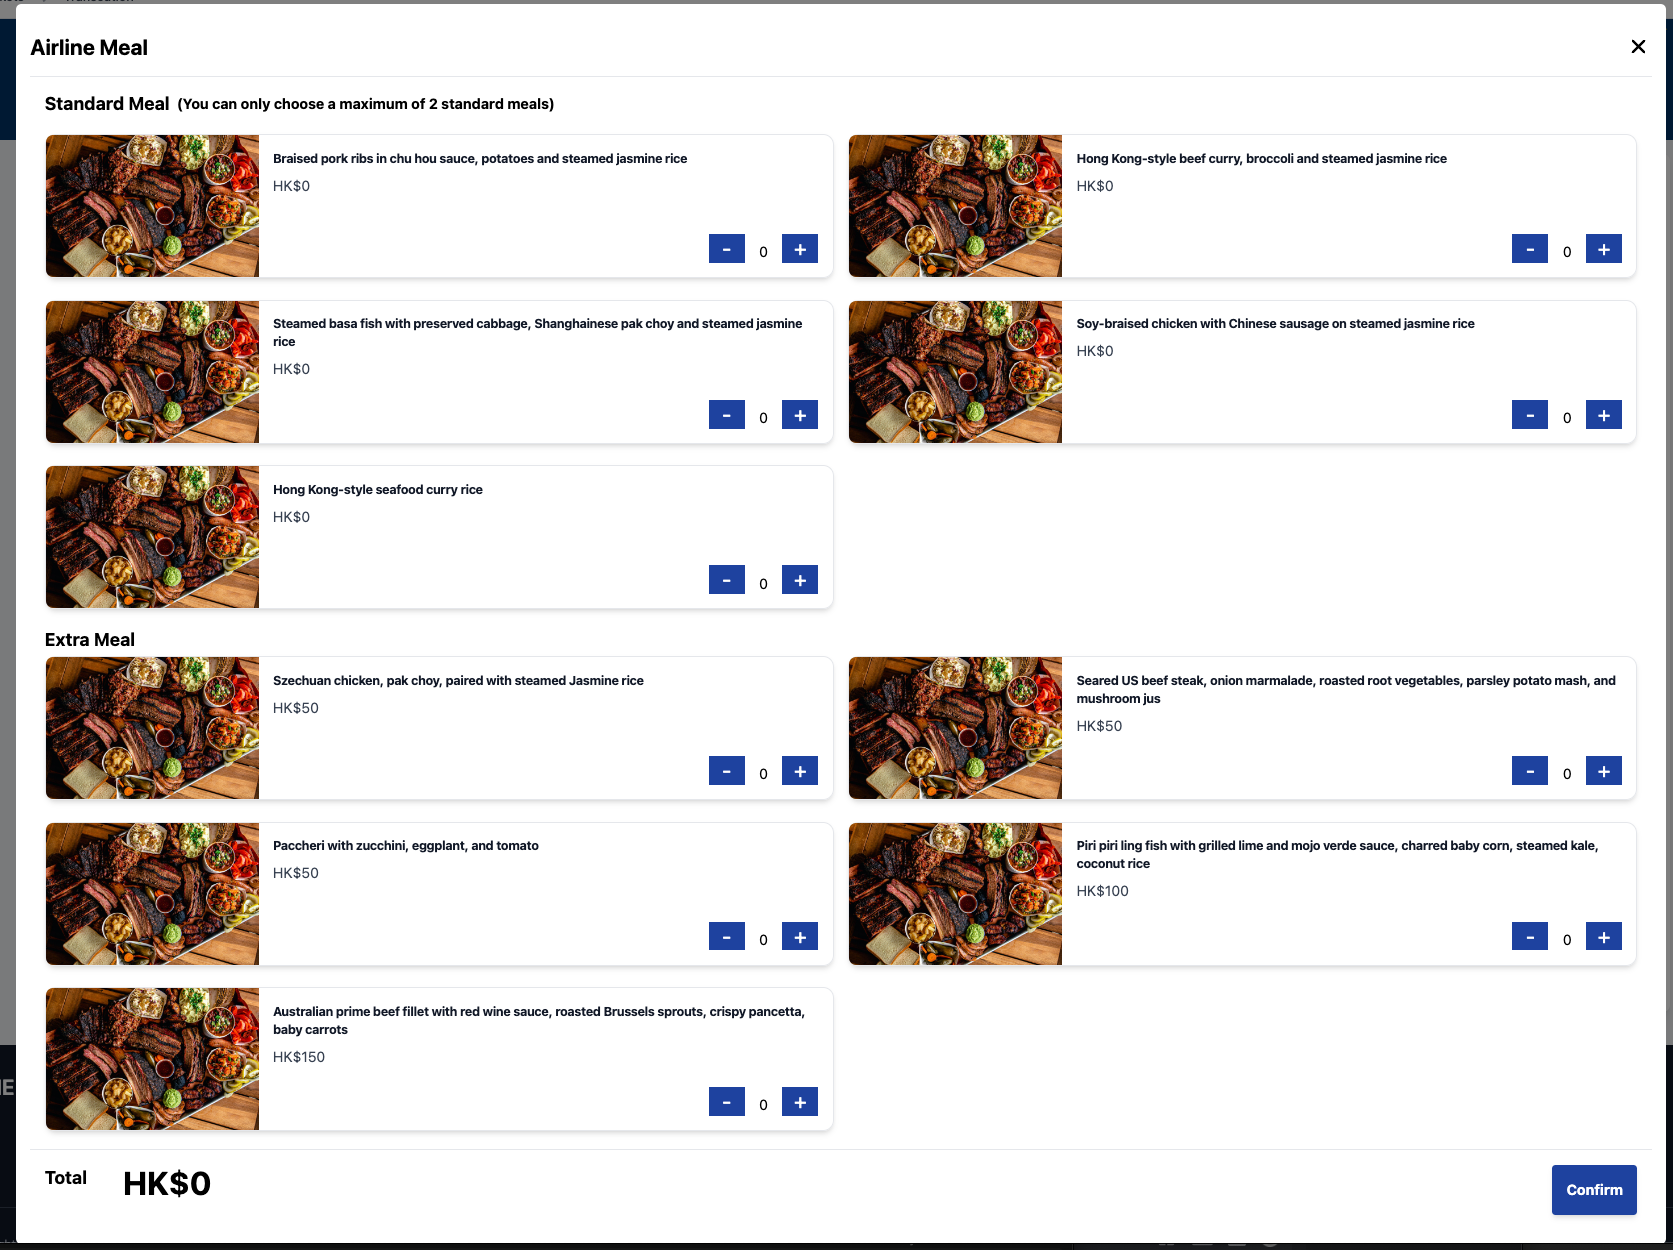 Airline Meal
Standard Meal (You can only choose a maximum of 2 standard meals)
Braised pork ribs in chu hou sauce, potatoes and steamed jasmine rice
HK$0
- 0 +
Hong Kong-style beef curry, broccoli and steamed jasmine rice
HK$0
- 0 +
Steamed basa fish with preserved cabbage, Shanghainese pak choy and steamed jasmine
rice
HK$0
- 0 +
Soy-braised chicken with Chinese sausage on steamed jasmine rice
HK$0
- 0 +
Hong Kong-style seafood curry rice
HK$0
- 0 +
Extra Meal
Szechuan chicken, pak choy, paired with steamed Jasmine rice
HK$50
- 0 +
Seared US beef steak, onion marmalade, roasted root vegetables, parsley potato mash, and
mushroom jus
HK$50
- 0 +
Paccheri with zucchini, eggplant, and tomato
HK$50
- 0 +
Piri piri ling fish with grilled lime and mojo verde sauce, charred baby corn, steamed kale,
coconut rice
HK$100
- 0 +
Australian prime beef fillet with red wine sauce, roasted Brussels sprouts, crispy pancetta,
baby carrots
HK$150
- 0 +
Total HK$0
Confirm